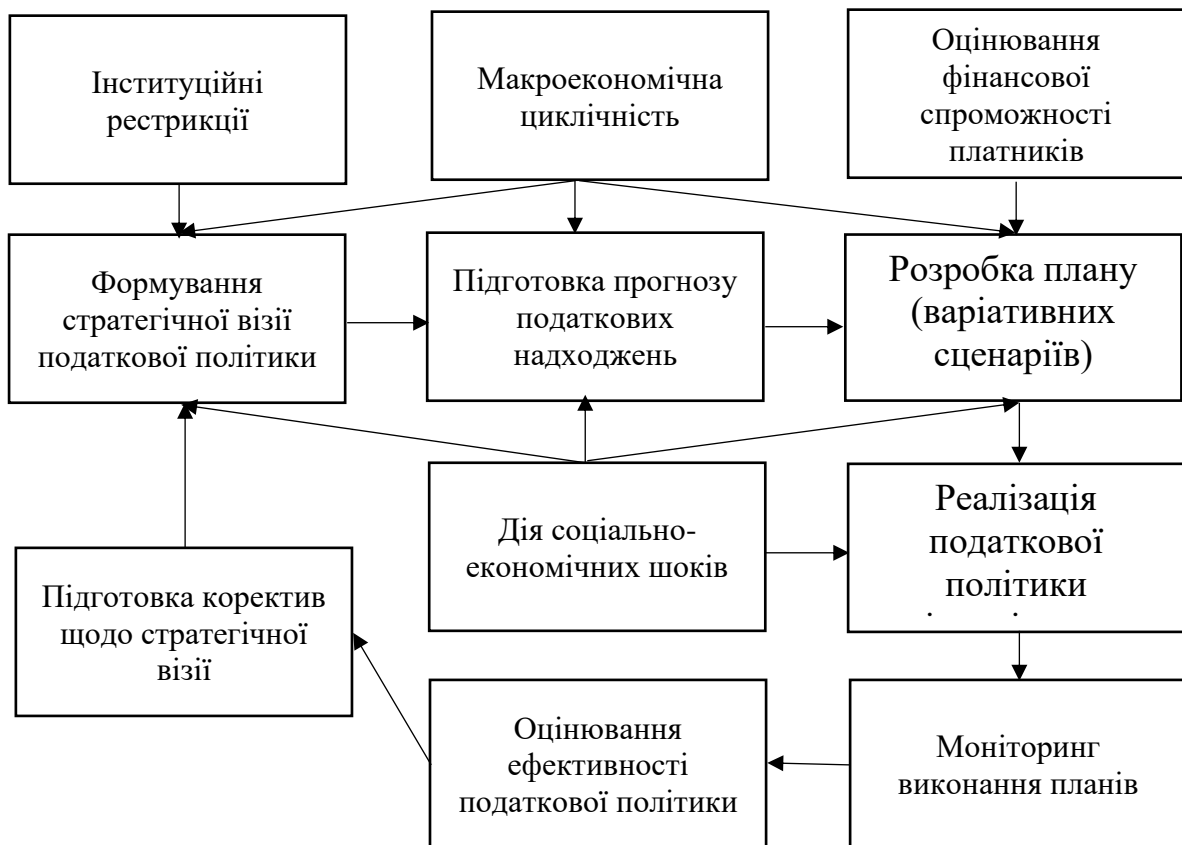 Інституційні
рестрикції
Макроекономічна
циклічність
Оцінювання
фінансової
спроможності
платників
Формування
стратегічної візії
податкової політики
Підготовка прогнозу
податкових
надходжень
Розробка плану
(варіативних
сценаріїв)
Дія соціально-
економічних шоків
Реалізація
податкової
політики
Підготовка коректив
щодо стратегічної
візії
Оцінювання
ефективності
податкової політики
Моніторинг
виконання планів